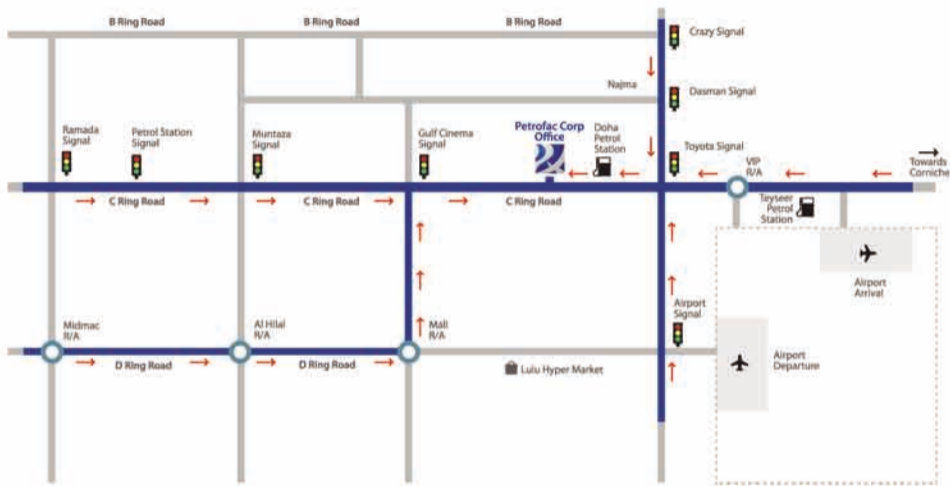 B Ring Road
B Ring Road
B Ring Road
Crazy Signal
Najma
Dasman Signal
Ramada
Signal
Petrol Station
Signal
Muntaza
Signal
Gulf Cinema
Signal
Petrofac Corp
Office
Doha
Petrol
Station
Toyota Signal
VIP
R/A
Towards
Corniche
C Ring Road
C Ring Road
C Ring Road
Teyseer
Petrol
Station
Airport
Arrival
Midmac
R/A
Al Hilal
R/A
Mall
R/A
Airport
Signal
D Ring Road
D Ring Road
Lulu Hyper Market
Airport
Departure